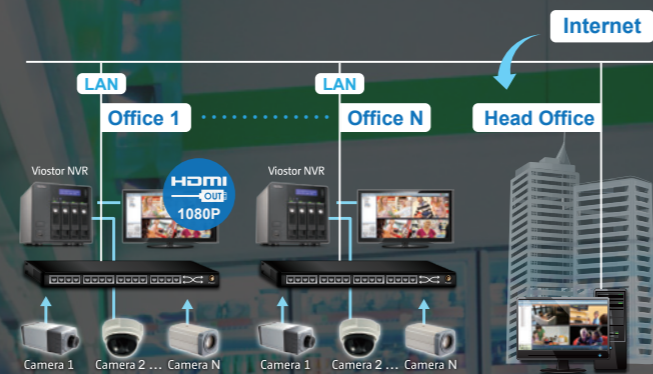 Internet
LAN
LAN
Office 1
Office N
Head Office
Viostor NVR
HDMI
OUT
1080P
Viostor NVR
Camera 1
Camera 2 ...
Camera N
Camera 1
Camera 2 ...
Camera N